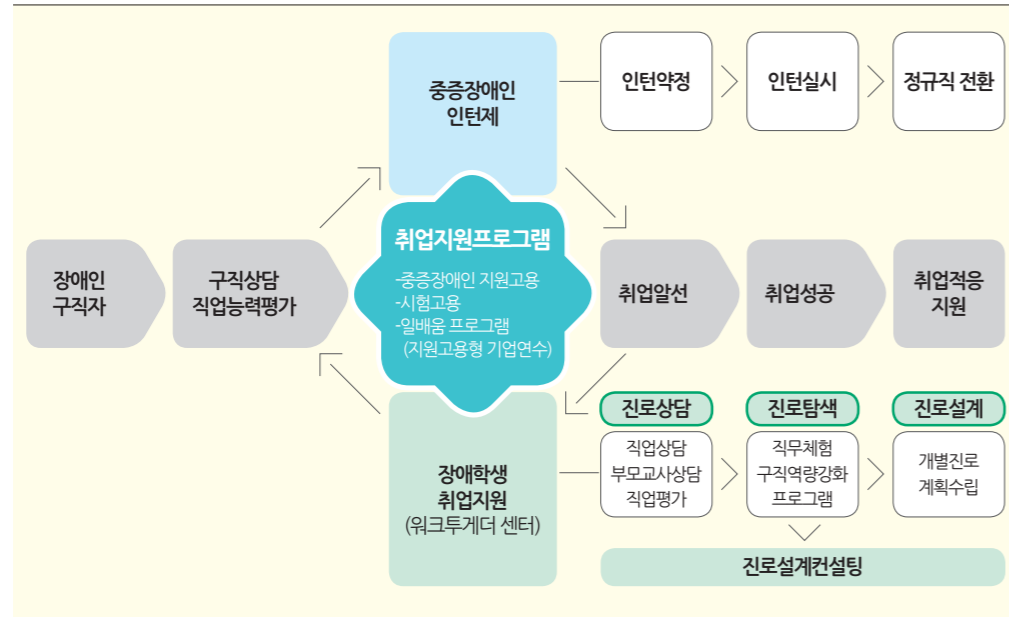 중증장애인
인턴제
인턴약정
인턴실시
정규직 전환
장애인
구직자
구직상담
직업능력평가
취업지원프로그램
-중증장애인 지원고용
-시험고용
-일배움 프로그램
(지원고용형 기업연수)
취업알선
취업성공
취업적응
지원
장애학생
취업지원
(워크투게더 센터)
진로상담
직업상담
부모교사상담
직업평가
진로탐색
직무체험
구직역량강화
프로그램
진로설계
개별진로
계획수립
진로설계컨설팅